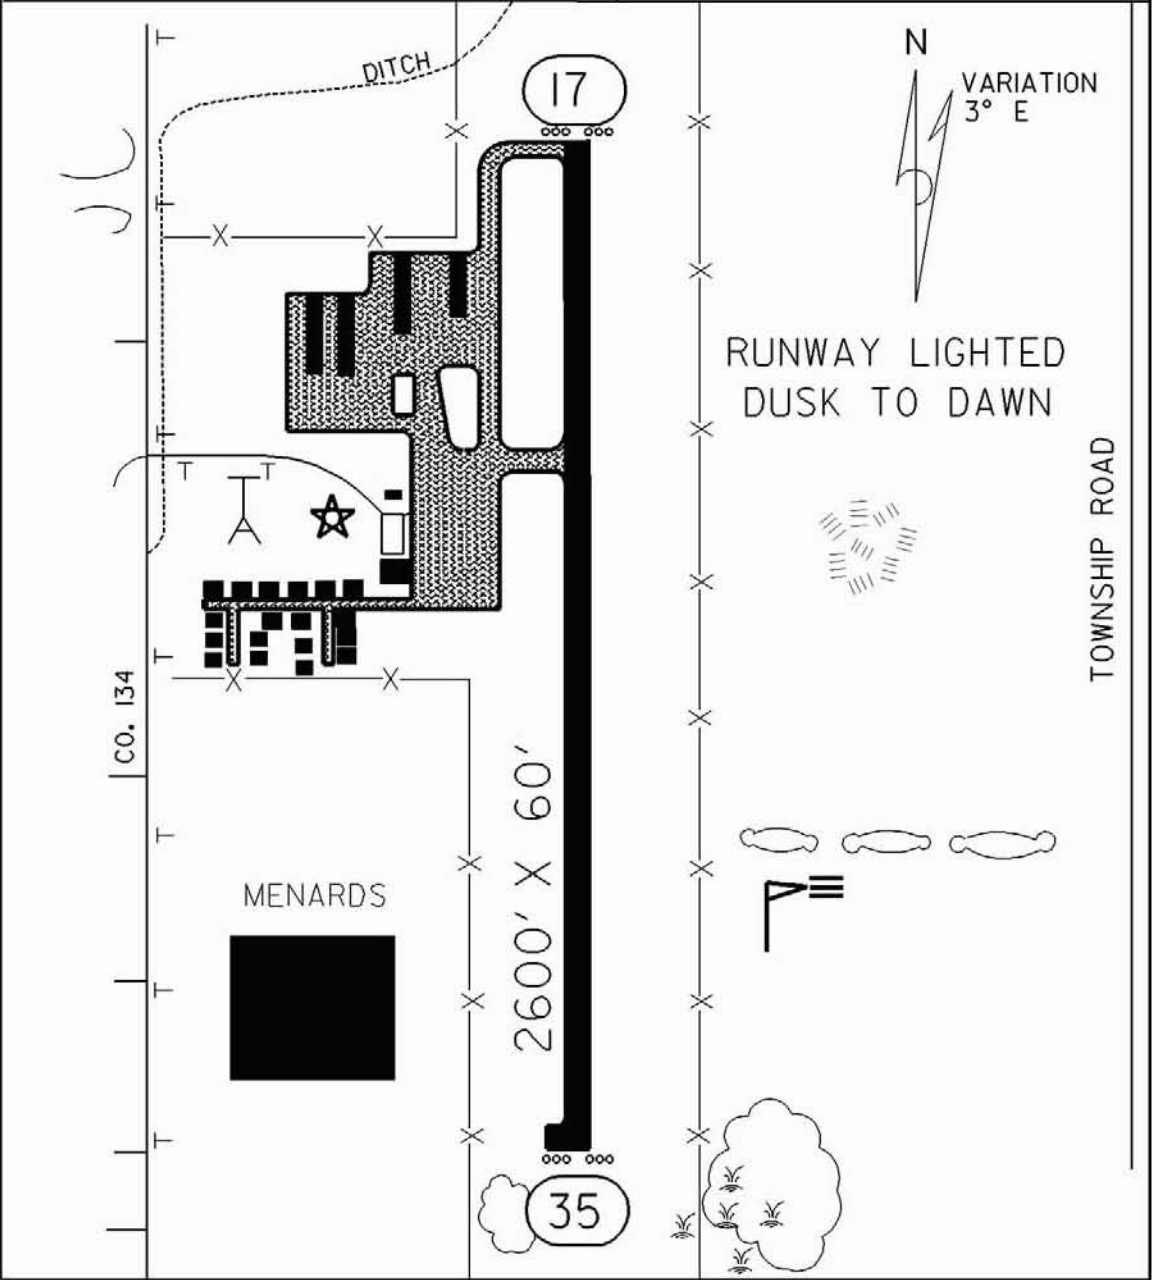 DITCH
17
N
VARIATION
3° E
RUNWAY LIGHTED
DUSK TO DAWN
TOWNSHIP ROAD
CO. 134
2600' X 60'
MENARDS
35